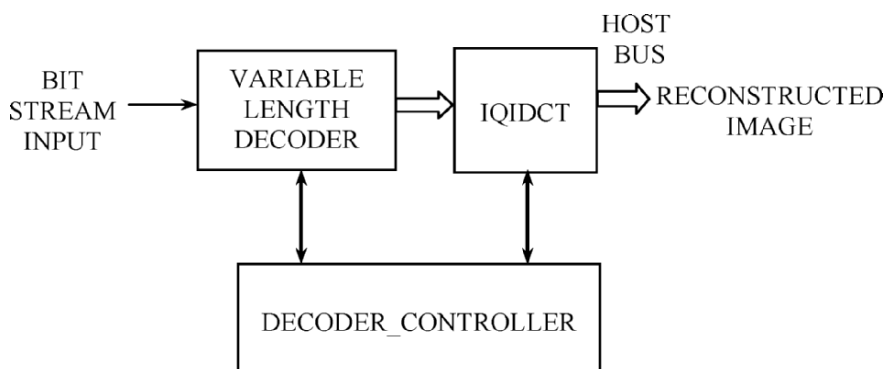 BIT
STREAM
INPUT
VARIABLE
LENGTH
DECODER
IQIDCT
HOST
BUS
RECONSTRUCTED
IMAGE
DECODER_CONTROLLER